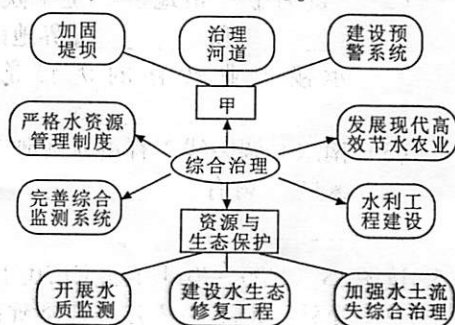 加固
堤坝
治理
河道
建设预
警系统
甲
严格水资源
管理制度
发展现代高
效节水农业
综合治理
完善综合
监测系统
水利工
程建设
资源与
生态保护
开展水
质监测
建设水生态
修复工程
加强水土流
失综合治理